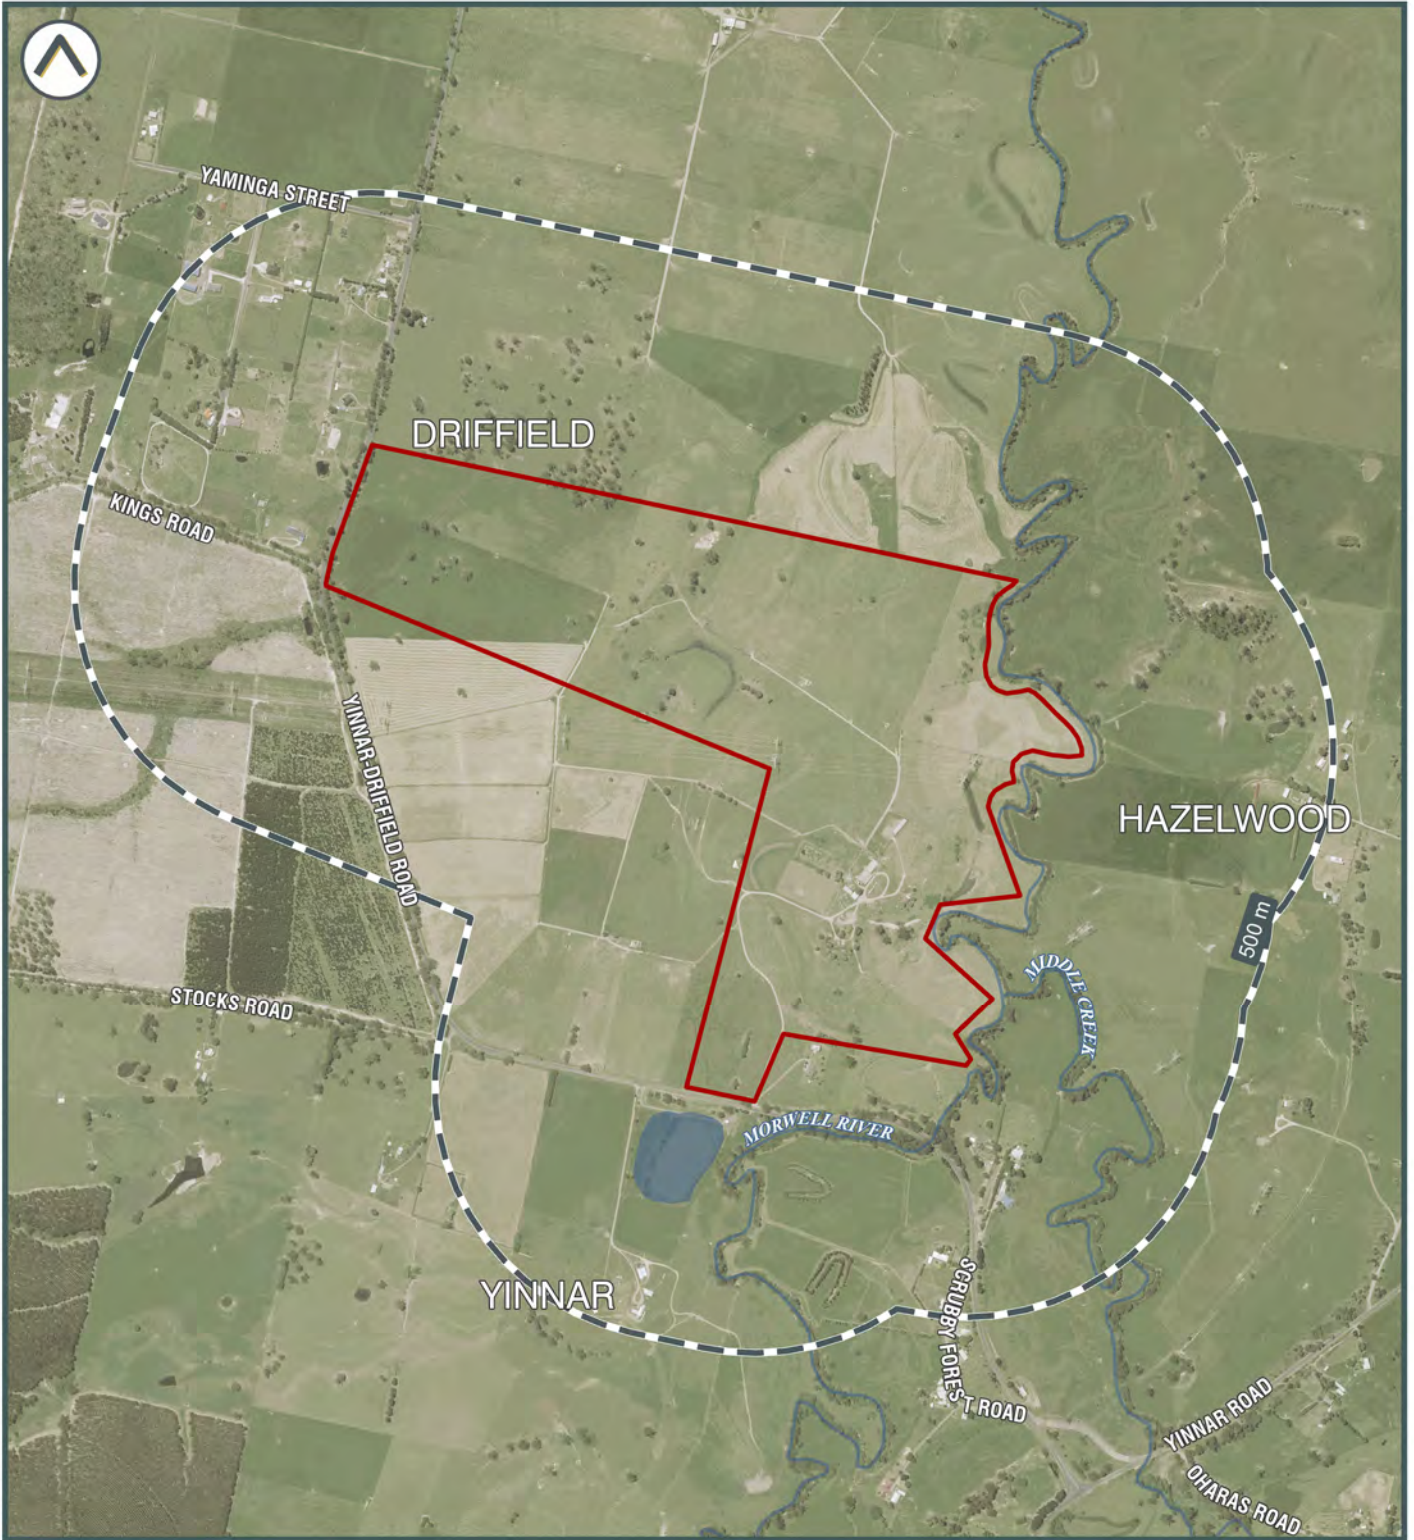 YAMINGA STREET
DRIFFIELD
KINGS ROAD
YINNAR-DRIFFIELD ROAD
HAZELWOOD
500 m
MIDDLE CREEK
STOCKS ROAD
MORWELL RIVER
YINNAR
SCRUBBY FOREST ROAD
YINNAR ROAD
OHARAS ROAD